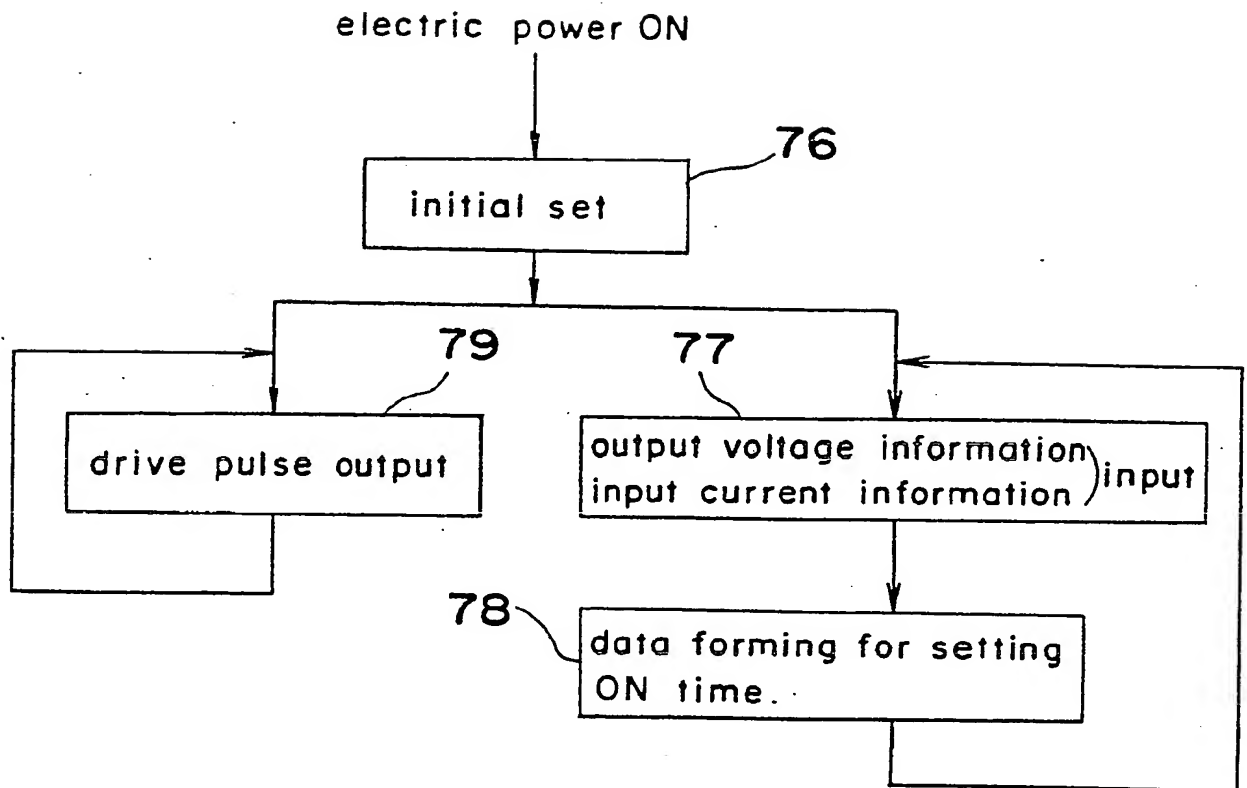 electric power ON
76
initial set
79
77
drive pulse output
output voltage information
input current information
) input
78
data forming for setting
ON time.